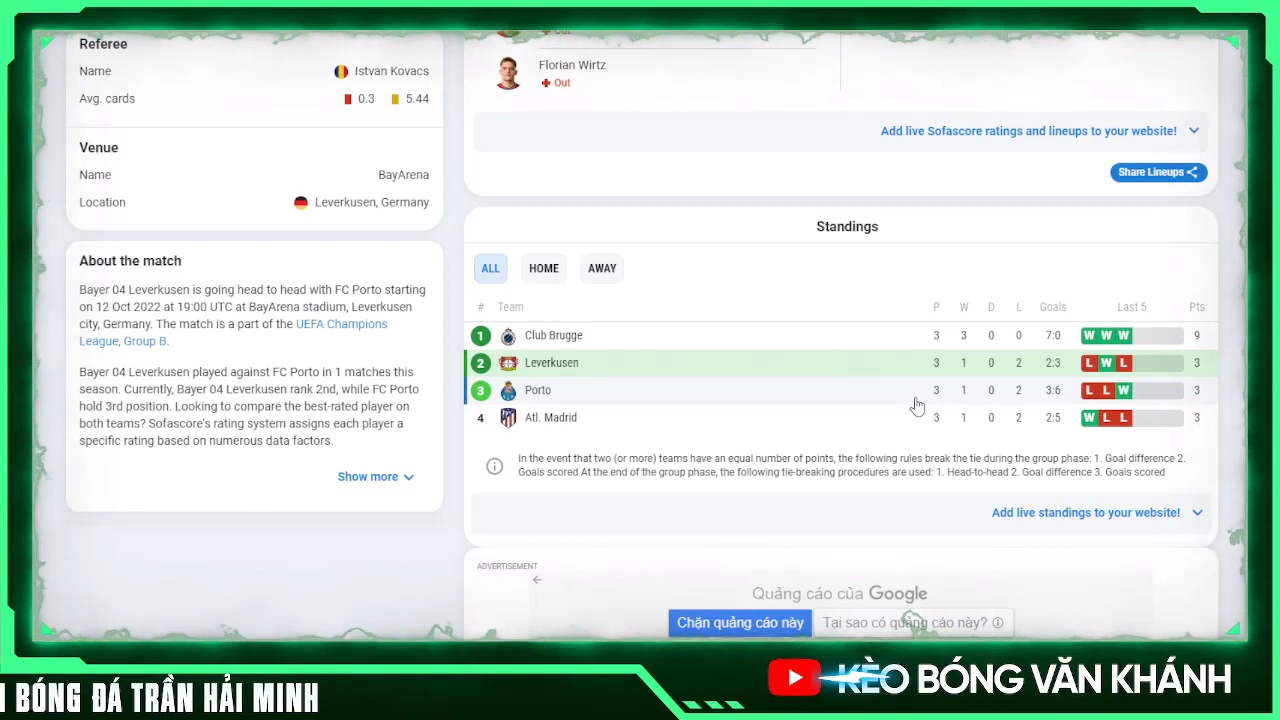 Referee
Name Istvan Kovacs
Avg. cards 0.3 5.44
Venue
Name BayArena
Location Leverkusen, Germany
About the match
Bayer 04 Leverkusen is going head to head with FC Porto starting
on 12 Oct 2022 at 19:00 UTC at BayArena stadium, Leverkusen
city, Germany. The match is a part of the UEFA Champions
League, Group B.
Bayer 04 Leverkusen played against FC Porto in 1 matches this
season. Currently, Bayer 04 Leverkusen rank 2nd, while FC Porto
hold 3rd position. Looking to compare the best-rated player on
both teams? Sofascore's rating system assigns each player a
specific rating based on numerous data factors.
Show more
Out
Florian Wirtz
Out
Add live Sofascore ratings and lineups to your website!
Share Lineups
Standings
ALL HOME AWAY
# Team P W D L Goals Last 5 Pts
1 Club Brugge 3 3 0 0 7:0 W W W 9
2 Leverkusen 3 1 0 2 2:3 L W L 3
3 Porto 3 1 0 2 3:6 L L W 3
4 Atl. Madrid 3 1 0 2 2:5 W L L 3
In the event that two (or more) teams have an equal number of points, the following rules break the tie during the group phase: 1. Goal difference 2.
Goals scored At the end of the group phase, the following tie-breaking procedures are used: 1. Head-to-head 2. Goal difference 3. Goals scored
Add live standings to your website!
ADVERTISEMENT
Quảng cáo của Google
Chặn quảng cáo này Tại sao có quảng cáo này?
BÓNG ĐÁ TRẦN HẢI MINH
KÈO BÓNG VĂN KHÁNH